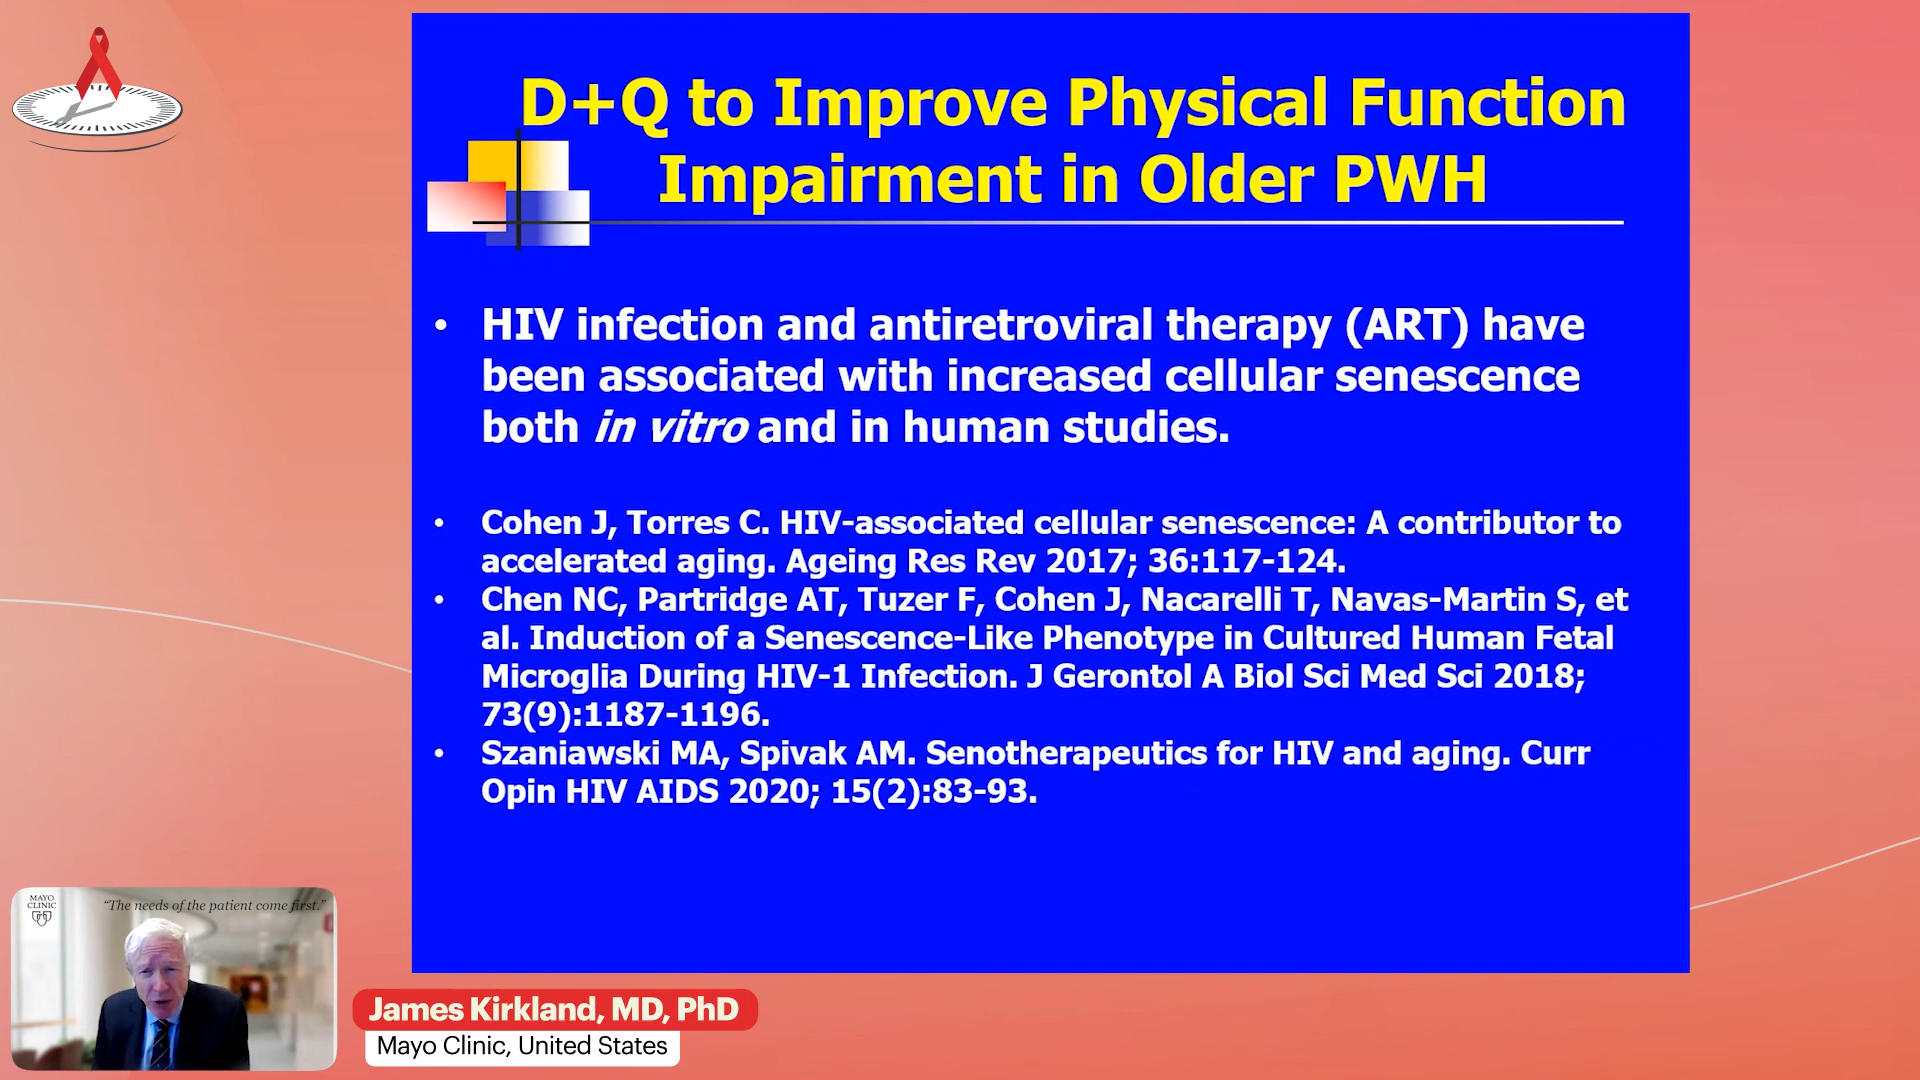 D+Q to Improve Physical Function
Impairment in Older PWH
• HIV infection and antiretroviral therapy (ART) have
been associated with increased cellular senescence
both in vitro and in human studies.
• Cohen J, Torres C. HIV-associated cellular senescence: A contributor to
accelerated aging. Ageing Res Rev 2017; 36:117-124.
• Chen NC, Partridge AT, Tuzer F, Cohen J, Nacarelli T, Navas-Martin S, et
al. Induction of a Senescence-Like Phenotype in Cultured Human Fetal
Microglia During HIV-1 Infection. J Gerontol A Biol Sci Med Sci 2018;
73(9):1187-1196.
• Szaniawski MA, Spivak AM. Senotherapeutics for HIV and aging. Curr
Opin HIV AIDS 2020; 15(2):83-93.
MAYO
CLINIC
“The needs of the patient come first.”
James Kirkland, MD, PhD
Mayo Clinic, United States